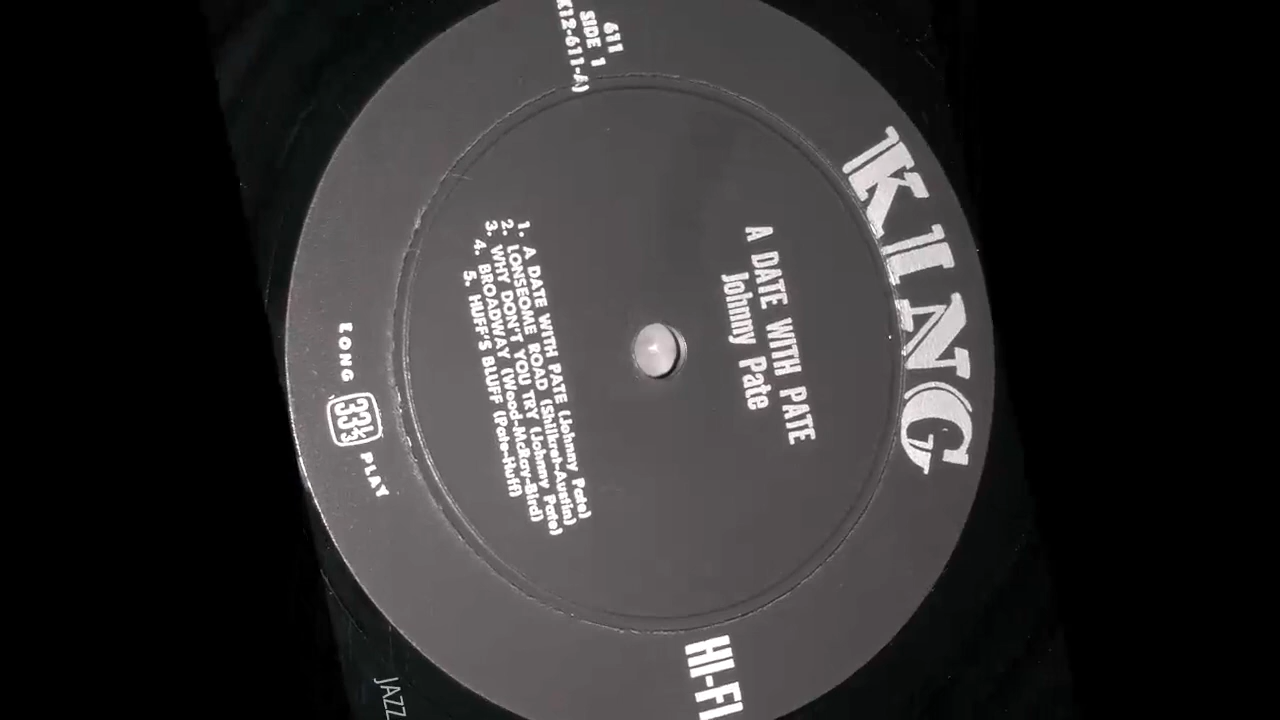 KING
611
SIDE 1
K12-611-A)
A DATE WITH PATE
Johnny Pate
HI-FI
1. A DATE WITH PATE (Johnny Pate)
2. LONSEOME ROAD (Shilkret-Austin)
3. WHY DON'T YOU TRY (Johnny Pate)
4. BROADWAY (Wood-McRay-Bird)
5. HUFF'S BLUFF (Pate-Huff)
LONG 33⅓ PLAY
JAZZ